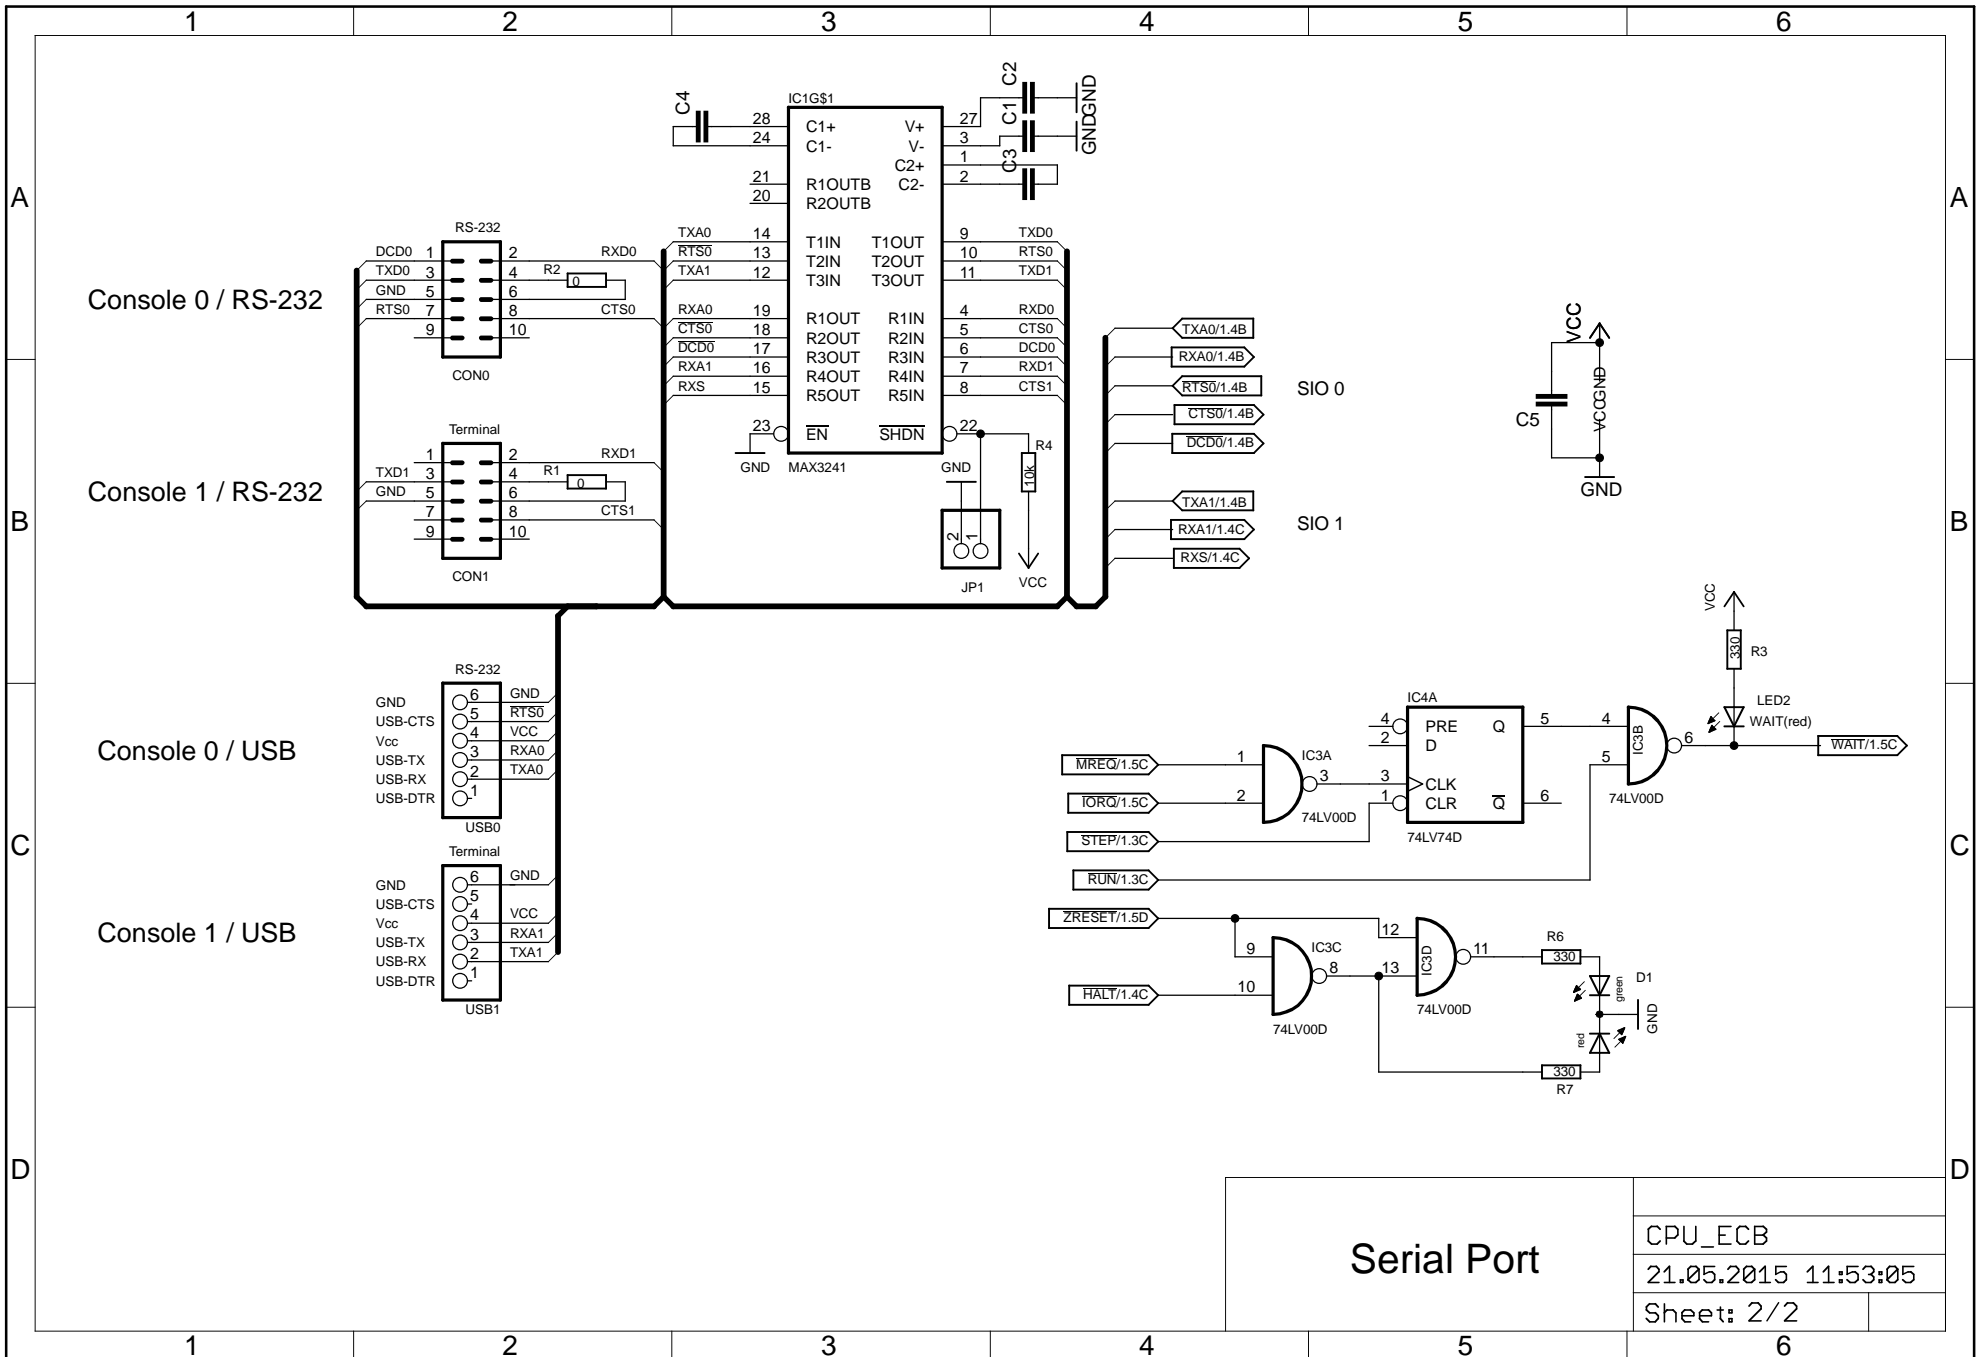 1 2 3 4 5 6
A A
B B
C C
D D
1 2 3 4 5 6
Console 0 / RS-232
RS-232
DCD0 1 2 RXD0
TXD0 3 4 R2 0
GND 5 6
RTS0 7 8 CTS0
9 10
CON0
Console 1 / RS-232
Terminal
1 2 RXD1
TXD1 3 4 R1 0
GND 5 6
7 8 CTS1
9 10
CON1
Console 0 / USB
RS-232
GND 6 GND
USB-CTS 5 RTS0
Vcc 4 VCC
USB-TX 3 RXA0
USB-RX 2 TXA0
USB-DTR 1
USB0
Console 1 / USB
Terminal
GND 6 GND
USB-CTS 5
Vcc 4 VCC
USB-TX 3 RXA1
USB-RX 2 TXA1
USB-DTR 1
USB1
IC1G$1
C4
28 C1+ V+ 27
24 C1- V- 3
C2+ 1
21 R1OUTB C2- 2
20 R2OUTB
C2
GND
C1
GND
C3
TXA0 14 T1IN T1OUT 9 TXD0
RTS0 13 T2IN T2OUT 10 RTS0
TXA1 12 T3IN T3OUT 11 TXD1
RXA0 19 R1OUT R1IN 4 RXD0
CTS0 18 R2OUT R2IN 5 CTS0
DCD0 17 R3OUT R3IN 6 DCD0
RXA1 16 R4OUT R4IN 7 RXD1
RXS 15 R5OUT R5IN 8 CTS1
23 EN SHDN 22
GND MAX3241 GND
R4
10k
2 1
JP1
VCC
TXA0/1.4B
RXA0/1.4B
RTS0/1.4B
CTS0/1.4B
DCD0/1.4B
SIO 0
TXA1/1.4B
RXA1/1.4C
RXS/1.4C
SIO 1
VCC
C5
VCCGND
GND
MREQ/1.5C
IORQ/1.5C
STEP/1.3C
RUN/1.3C
ZRESET/1.5D
HALT/1.4C
1
2
IC3A
3
74LV00D
IC4A
4 PRE Q 5
2 D
3 CLK
1 CLR Q 6
74LV74D
4
5
IC3B
6
74LV00D
VCC
330
R3
LED2
WAIT(red)
WAIT/1.5C
9
10
IC3C
8
74LV00D
12
13
IC3D
11
74LV00D
R6
330
green
D1
GND
red
330
R7
Serial Port
CPU_ECB
21.05.2015 11:53:05
Sheet: 2/2